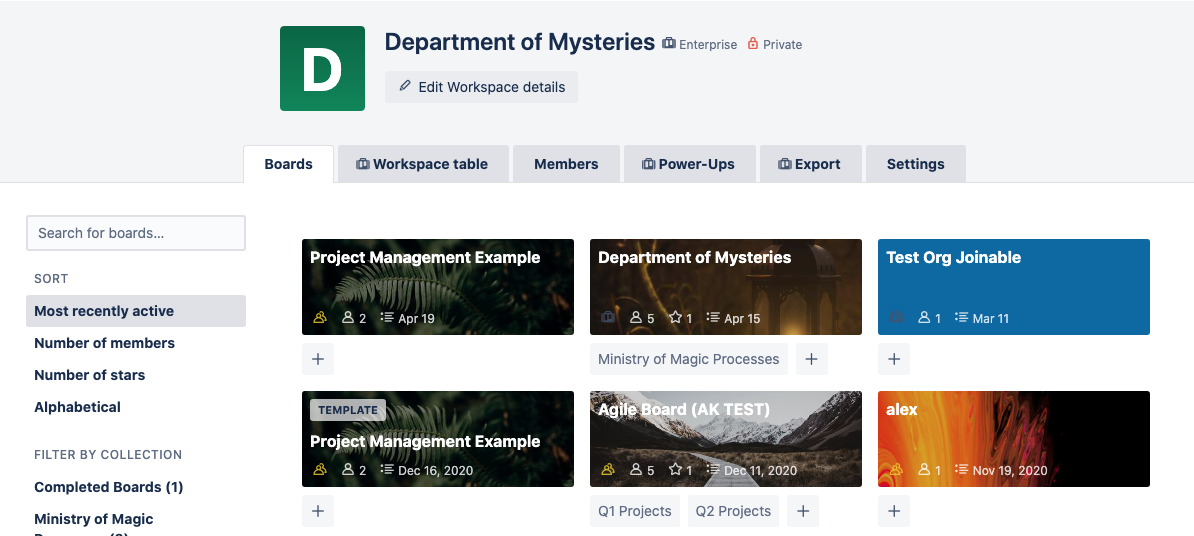 D
Department of Mysteries Enterprise Private
Edit Workspace details
Boards Workspace table Members Power-Ups Export Settings
Search for boards...
SORT
Most recently active
Number of members
Number of stars
Alphabetical
FILTER BY COLLECTION
Completed Boards (1)
Ministry of Magic
Project Management Example
2 Apr 19
Department of Mysteries
5 1 Apr 15
Ministry of Magic Processes
Test Org Joinable
1 Mar 11
TEMPLATE
Project Management Example
2 Dec 16, 2020
Agile Board (AK TEST)
5 1 Dec 11, 2020
Q1 Projects Q2 Projects
alex
1 Nov 19, 2020